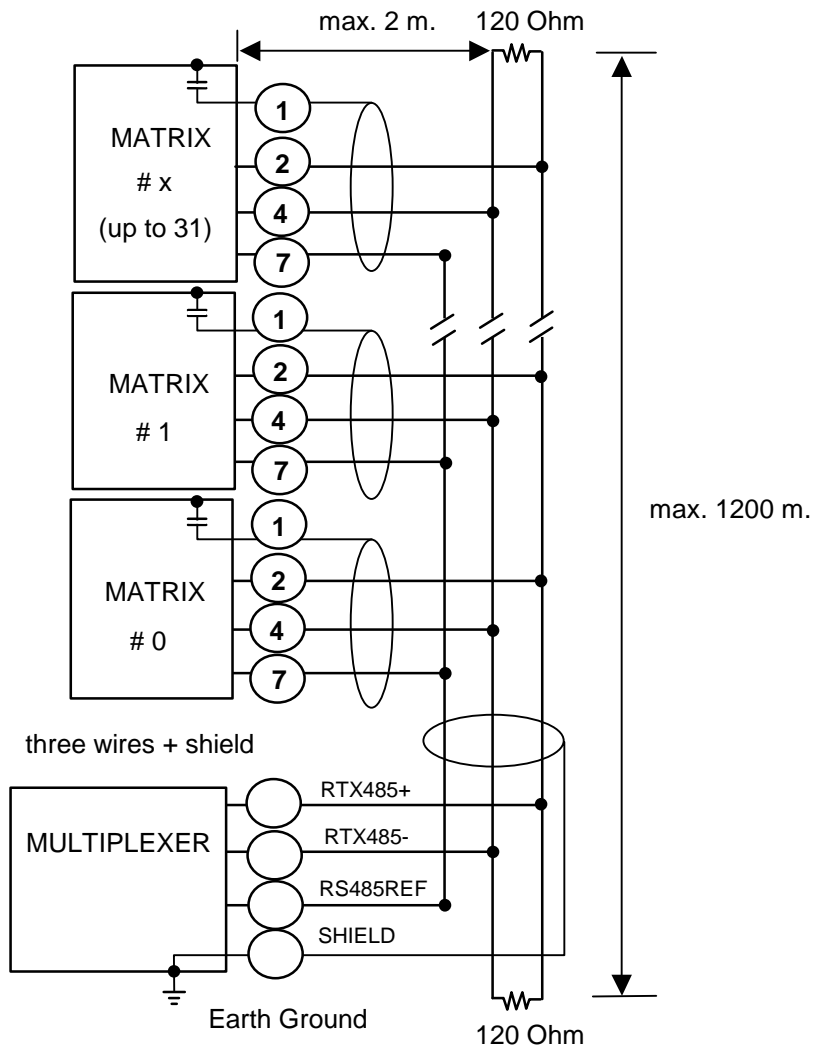 max. 2 m. 120 Ohm
1
MATRIX
2
# x
4
(up to 31)
7
1
2
MATRIX
4
# 1
7
max. 1200 m.
1
2
MATRIX
4
# 0
7
three wires + shield
RTX485+
MULTIPLEXER
RTX485-
RS485REF
SHIELD
Earth Ground
120 Ohm